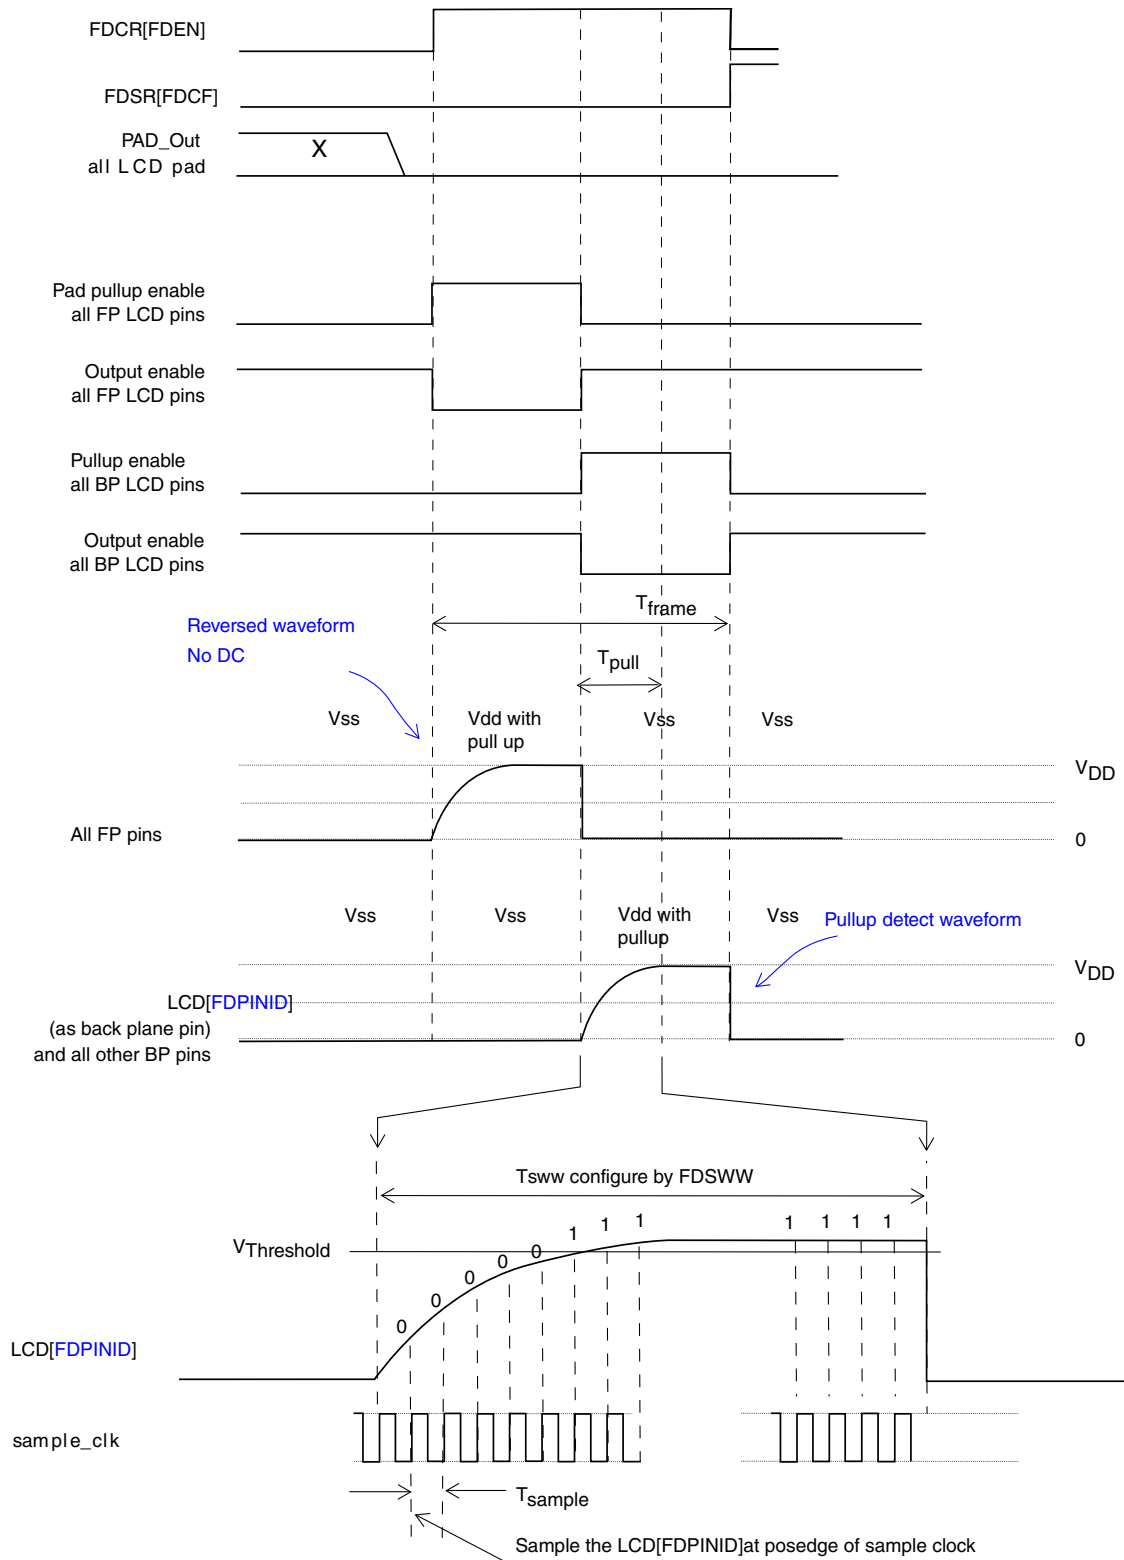 FDCR[FDEN]
FDSR[FDCF]
PAD_Out
all LCD pad
X
Pad pullup enable
all FP LCD pins
Output enable
all FP LCD pins
Pullup enable
all BP LCD pins
Output enable
all BP LCD pins
Tframe
Reversed waveform
No DC
Tpull
Vss
Vdd with
pull up
Vss
Vss
VDD
All FP pins
0
Vss
Vss
Vdd with
pullup
Vss
Pullup detect waveform
VDD
LCD[FDPINID]
(as back plane pin)
and all other BP pins
0
Tsww configure by FDSWW
VThreshold
0 0 0 0 0 1 1 1 1 1 1 1
LCD[FDPINID]
sample_clk
Tsample
Sample the LCD[FDPINID]at posedge of sample clock